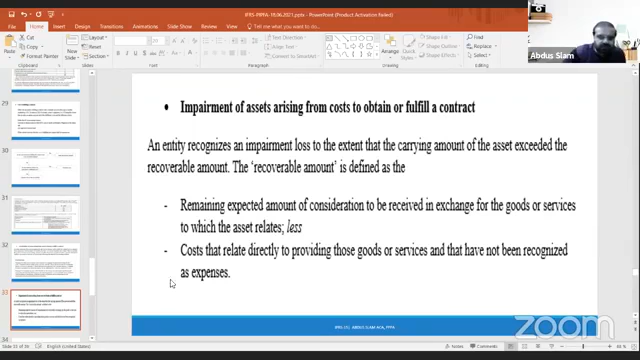 IFRS-PIPFA 19.06.2021.pptx - PowerPoint (Product Activation Failed)
File Home Insert Design Transitions Animations Slide Show Review View Tell me what you want to do
Cut
Copy
Format Painter
Clipboard
New Slide
Layout
Reset
Section
Slides
Font
Text Direction
Align Text
Convert to SmartArt
Paragraph
Arrange
Quick Styles
Shape Fill
Shape Outline
Shape Effects
Drawing
Find
Replace
Select
Editing
Abdus Slam
29
30
31
32
33
• Impairment of assets arising from costs to obtain or fulfill a contract
An entity recognizes an impairment loss to the extent that the carrying amount of the asset exceeded the
recoverable amount. The ‘recoverable amount’ is defined as the
- Remaining expected amount of consideration to be received in exchange for the goods or services
to which the asset relates; less
- Costs that relate directly to providing those goods or services and that have not been recognized
as expenses.
IFRS-15), ABDUS SLAM ACA, FPFA
zoom
English (United States)
Notes
Comments